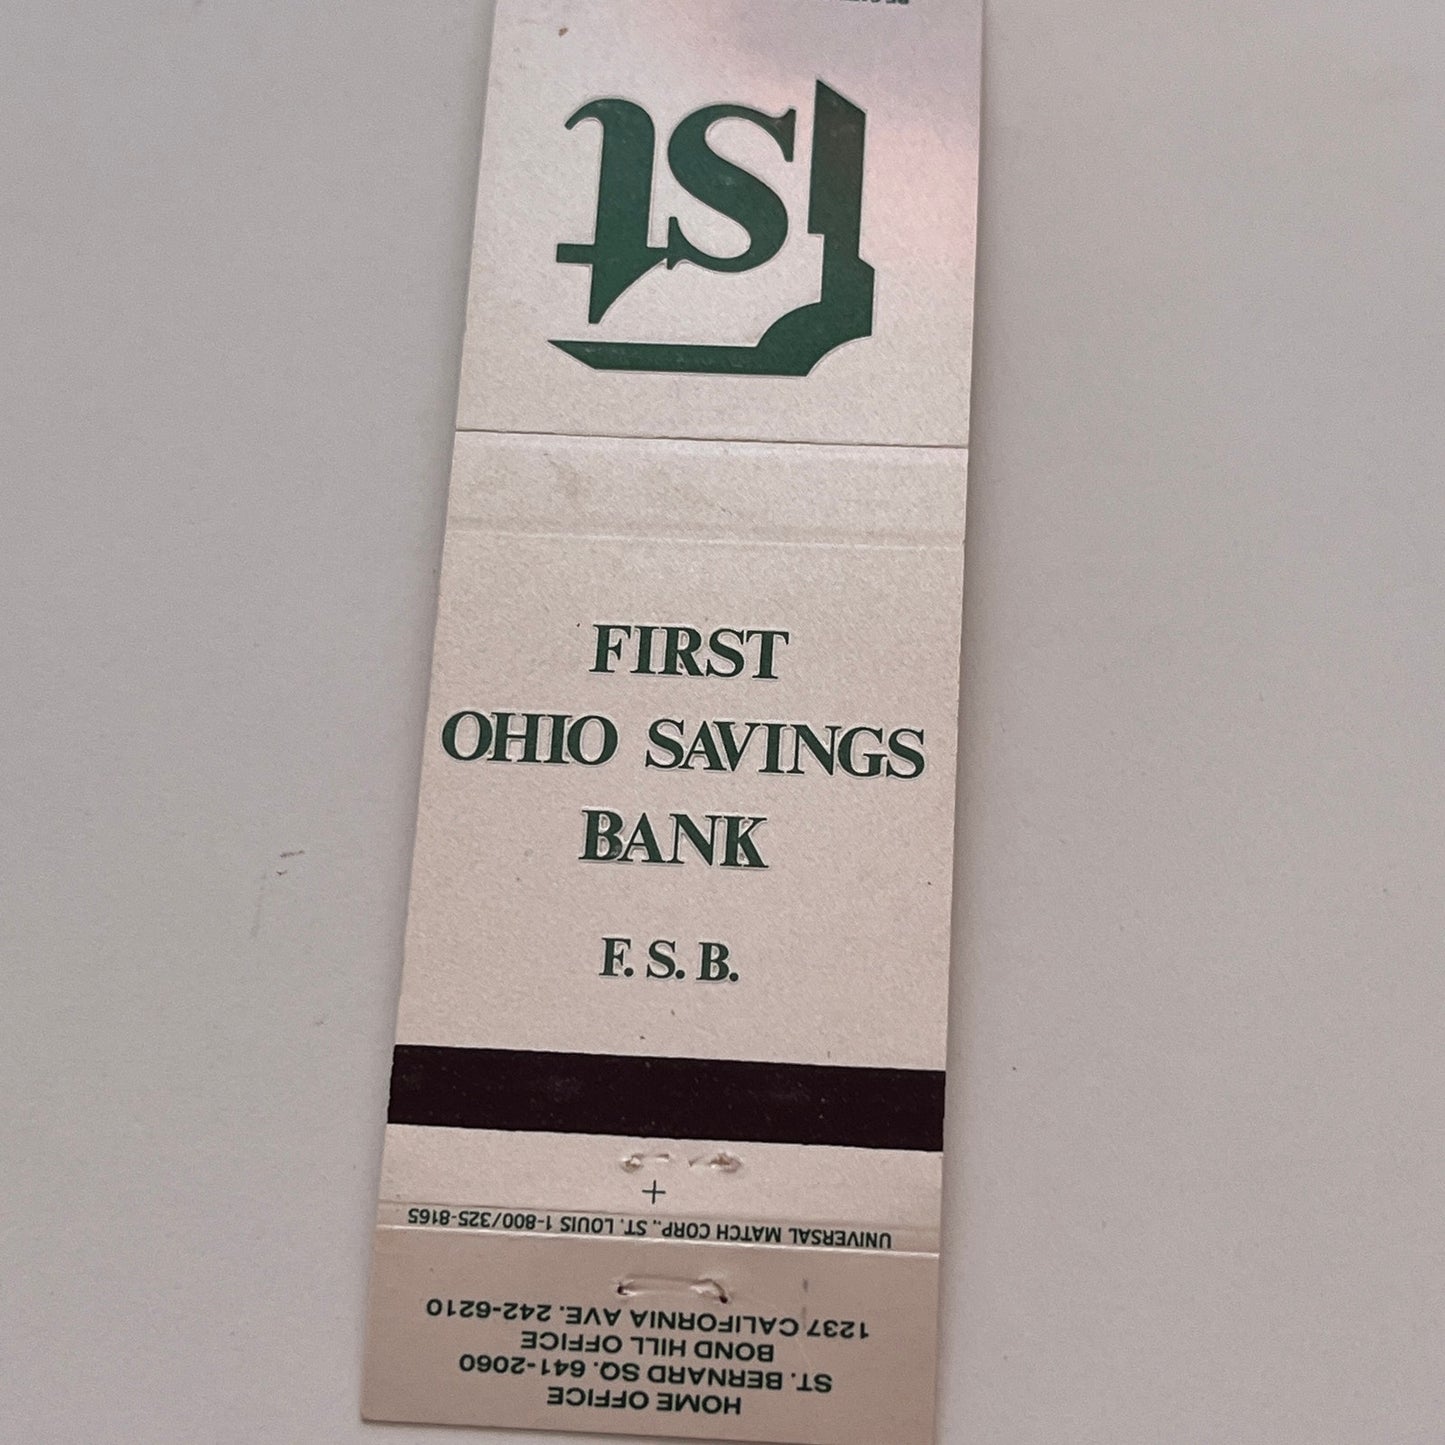 1st
FIRST
OHIO SAVINGS
BANK
F. S. B.
UNIVERSAL MATCH CORP., ST. LOUIS 1-800/325-8165
HOME OFFICE
ST. BERNARD SQ. 641-2060
BOND HILL OFFICE
1237 CALIFORNIA AVE. 242-6210